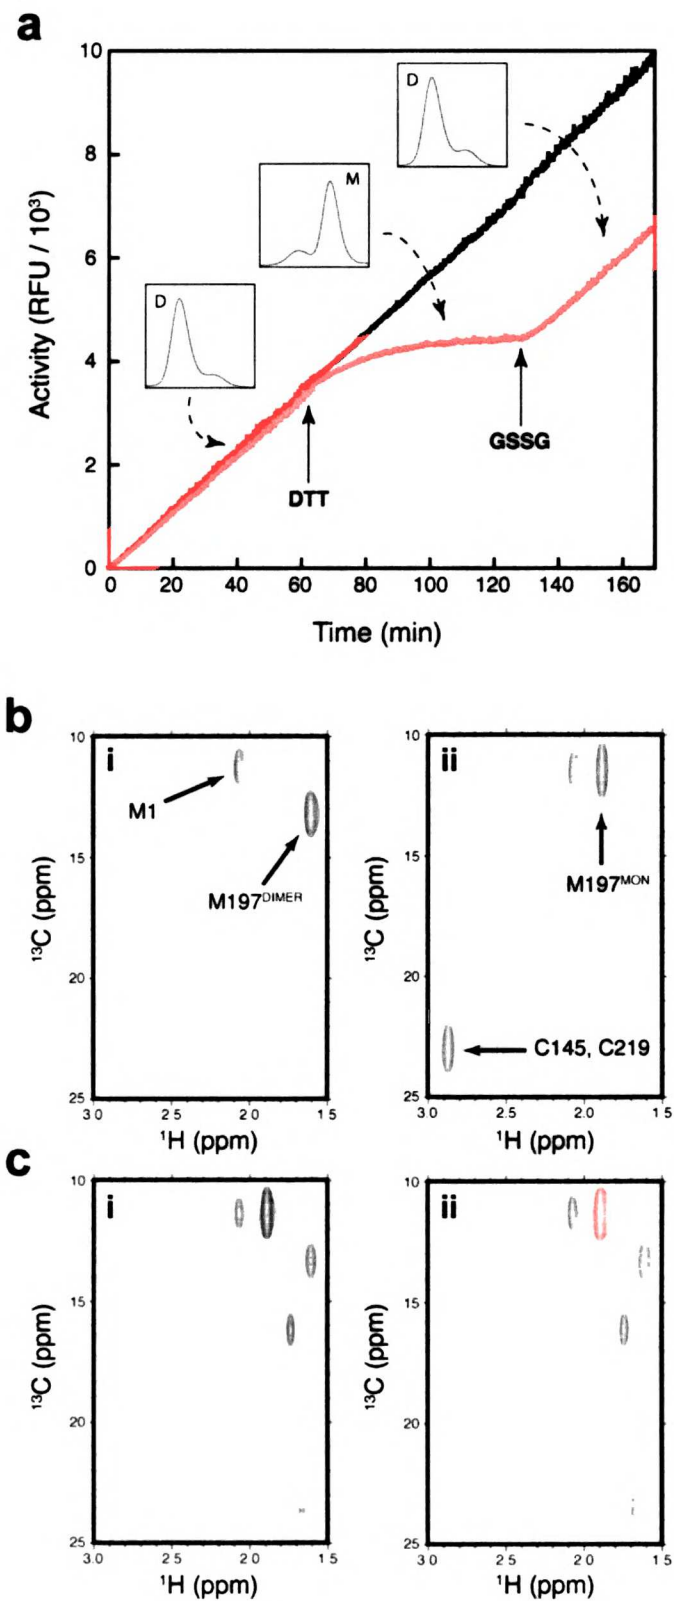 a
10
8
6
4
2
0
Activity (RFU / 10³)
D
M
D
DTT
GSSG
0 20 40 60 80 100 120 140 160
Time (min)
b
i
M1
M197DIMER
10
15
20
25
¹³C (ppm)
3 0 2 5 2 0 1 5
¹H (ppm)
ii
M197MON
C145, C219
10
15
20
25
¹³C (ppm)
3 0 2 5 2 0 1 5
¹H (ppm)
c
i
10
15
20
25
¹³C (ppm)
3 0 2 5 2 0 1 5
¹H (ppm)
ii
10
15
20
25
¹³C (ppm)
3 0 2 5 2 0 1 5
¹H (ppm)